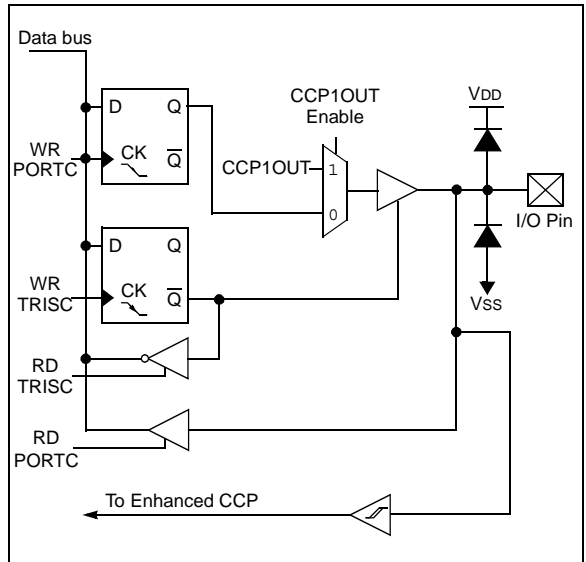 Data bus
D
Q
WR
PORTC
CK
Q
CCP1OUT
Enable
CCP1OUT
1
0
VDD
I/O Pin
VSS
D
Q
WR
TRISC
CK
Q
RD
TRISC
RD
PORTC
To Enhanced CCP